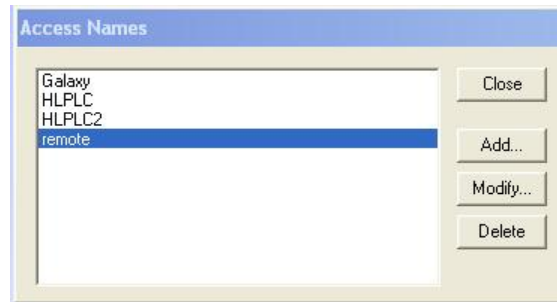 Access Names
Galaxy
HLPLC
HLPLC2
remote
Close
Add...
Modify...
Delete